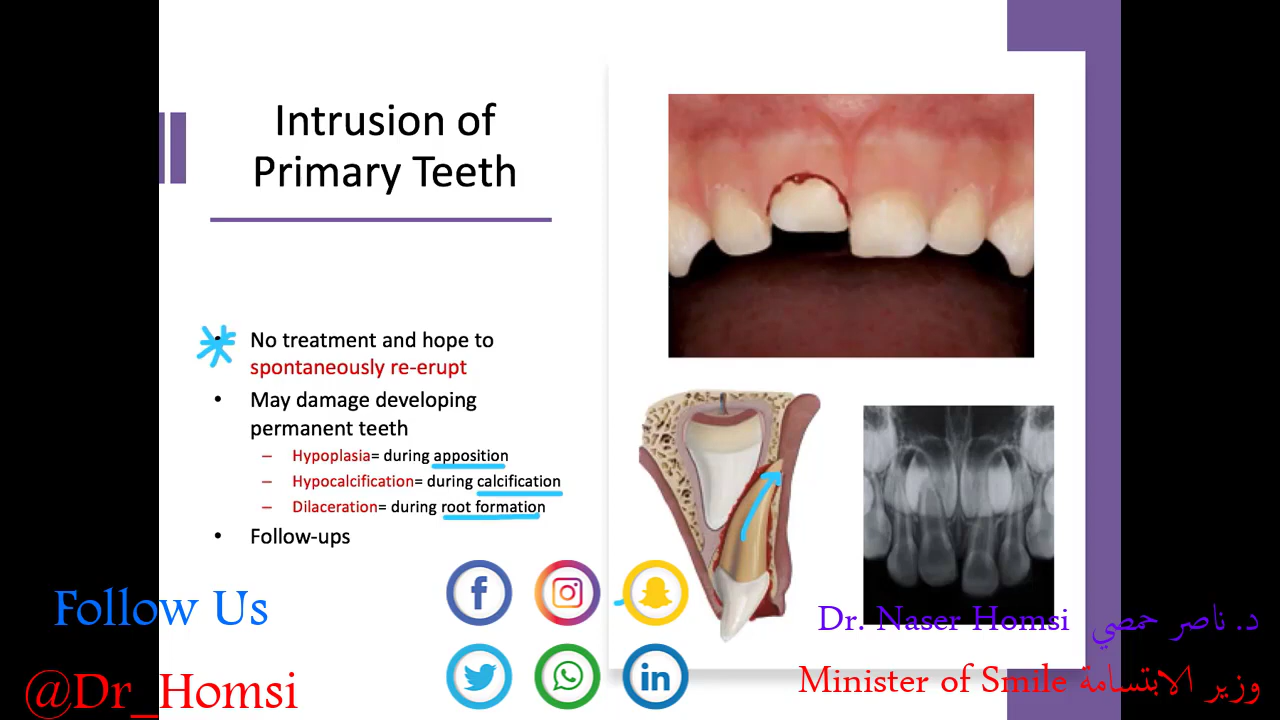 Intrusion of
Primary Teeth
• No treatment and hope to
spontaneously re-erupt
• May damage developing
permanent teeth
– Hypoplasia= during apposition
– Hypocalcification= during calcification
– Dilaceration= during root formation
• Follow-ups
Follow Us
@Dr_Homsi
Dr. Naser Homsi د. ناصر حمصي
Minister of Smile وزير الابتسامة